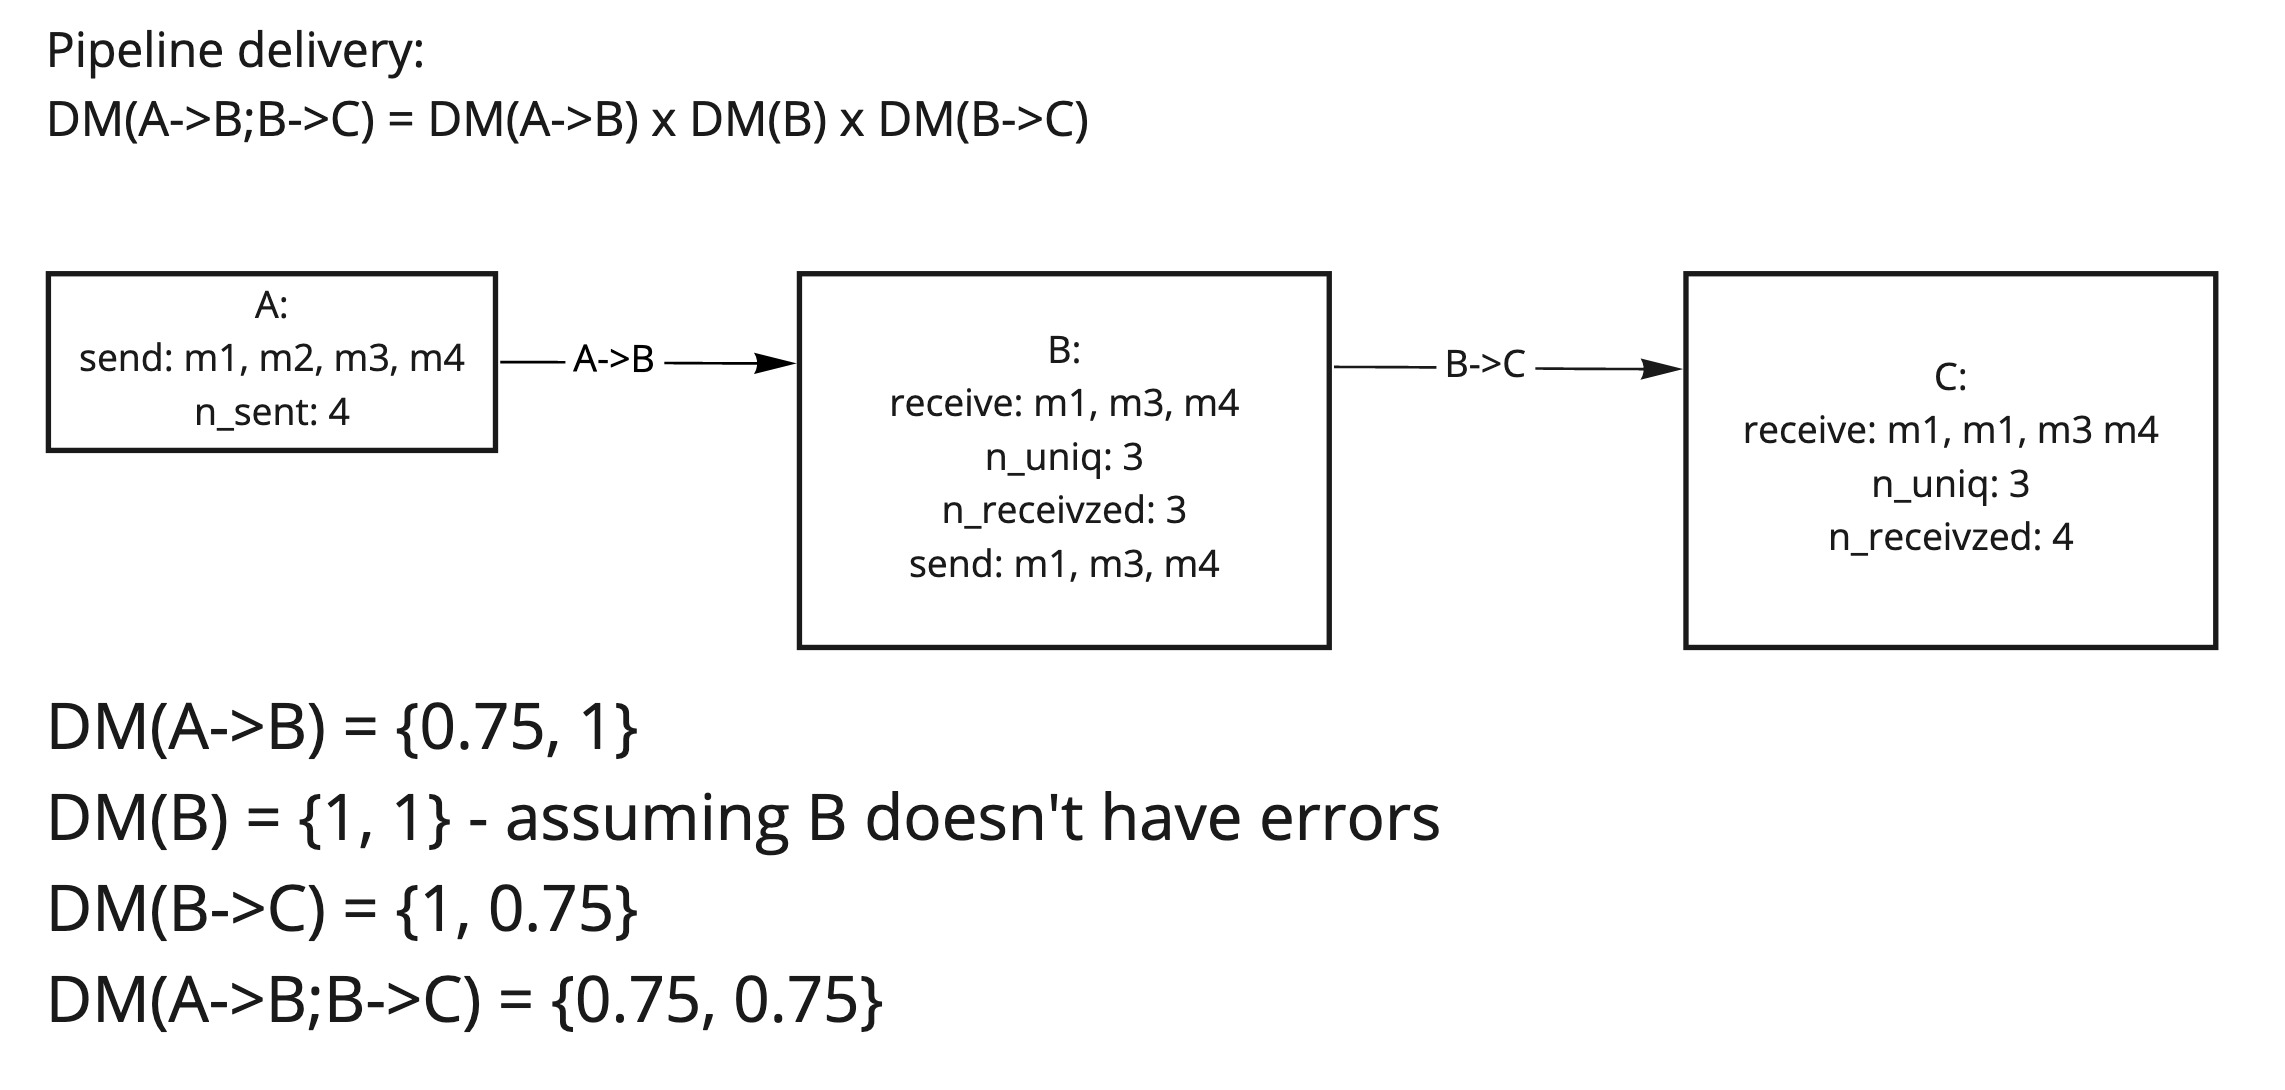 Pipeline delivery:
DM(A->B;B->C) = DM(A->B) x DM(B) x DM(B->C)
A:
send: m1, m2, m3, m4
n_sent: 4
A->B
B:
receive: m1, m3, m4
n_uniq: 3
n_receivzed: 3
send: m1, m3, m4
B->C
C:
receive: m1, m1, m3 m4
n_uniq: 3
n_receivzed: 4
DM(A->B) = {0.75, 1}
DM(B) = {1, 1} - assuming B doesn't have errors
DM(B->C) = {1, 0.75}
DM(A->B;B->C) = {0.75, 0.75}